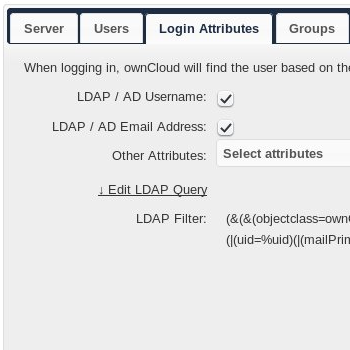 Server Users Login Attributes Groups
When logging in, ownCloud will find the user based on the
LDAP / AD Username:
LDAP / AD Email Address:
Other Attributes: Select attributes
↓ Edit LDAP Query
LDAP Filter: (&(&(objectclass=own
(|(uid=%uid)(|(mailPrin